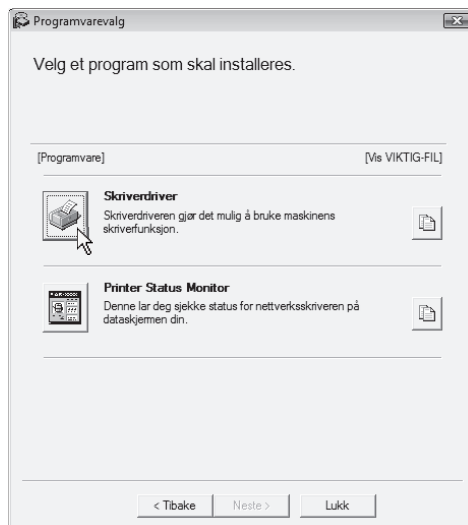 Programvarevalg
Velg et program som skal installeres.
[Programvare] [Vis VIKTIG-FIL]
Skriverdriver
Skriverdriveren gjør det mulig å bruke maskinens
skriverfunksjon.
Printer Status Monitor
Denne lar deg sjekke status for nettverksskriveren på
dataskjermen din.
< Tibake Neste > Lukk